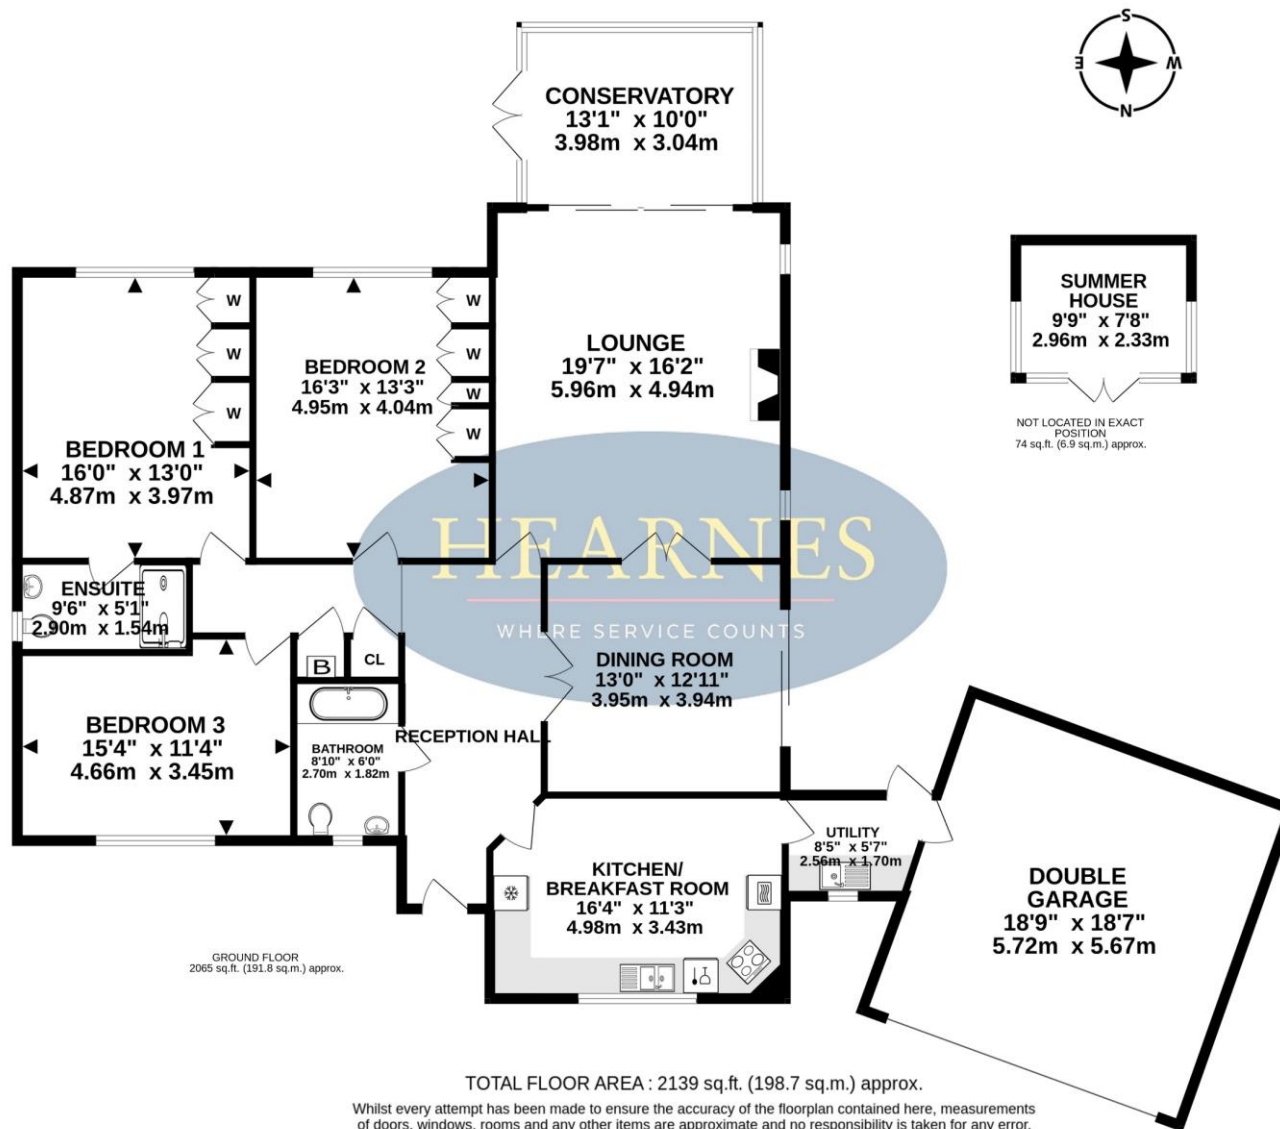 S
E
W
N
CONSERVATORY
13'1" x 10'0"
3.98m x 3.04m
SUMMER
HOUSE
9'9" x 7'8"
2.96m x 2.33m
NOT LOCATED IN EXACT
POSITION
74 sq.ft. (6.9 sq.m.) approx.
W
W
W
BEDROOM 1
16'0" x 13'0"
4.87m x 3.97m
BEDROOM 2
16'3" x 13'3"
4.95m x 4.04m
W
W
W
W
LOUNGE
19'7" x 16'2"
5.96m x 4.94m
HEARNES
WHERE SERVICE COUNTS
ENSUITE
9'6" x 5'1"
2.90m x 1.54m
B
CL
DINING ROOM
13'0" x 12'11"
3.95m x 3.94m
BEDROOM 3
15'4" x 11'4"
4.66m x 3.45m
BATHROOM
8'10" x 6'0"
2.70m x 1.82m
RECEPTION HALL
UTILITY
8'5" x 5'7"
2.56m x 1.70m
KITCHEN/
BREAKFAST ROOM
16'4" x 11'3"
4.98m x 3.43m
DOUBLE
GARAGE
18'9" x 18'7"
5.72m x 5.67m
GROUND FLOOR
2065 sq.ft. (191.8 sq.m.) approx.
TOTAL FLOOR AREA : 2139 sq.ft. (198.7 sq.m.) approx.
Whilst every attempt has been made to ensure the accuracy of the floorplan contained here, measurements
of doors, windows, rooms and any other items are approximate and no responsibility is taken for any error,